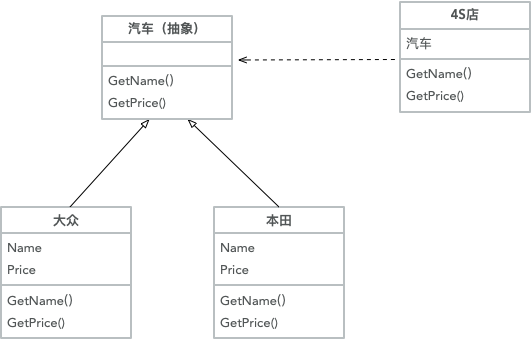 汽车（抽象）
GetName()
GetPrice()
4S店
汽车
GetName()
GetPrice()
大众
Name
Price
GetName()
GetPrice()
本田
Name
Price
GetName()
GetPrice()